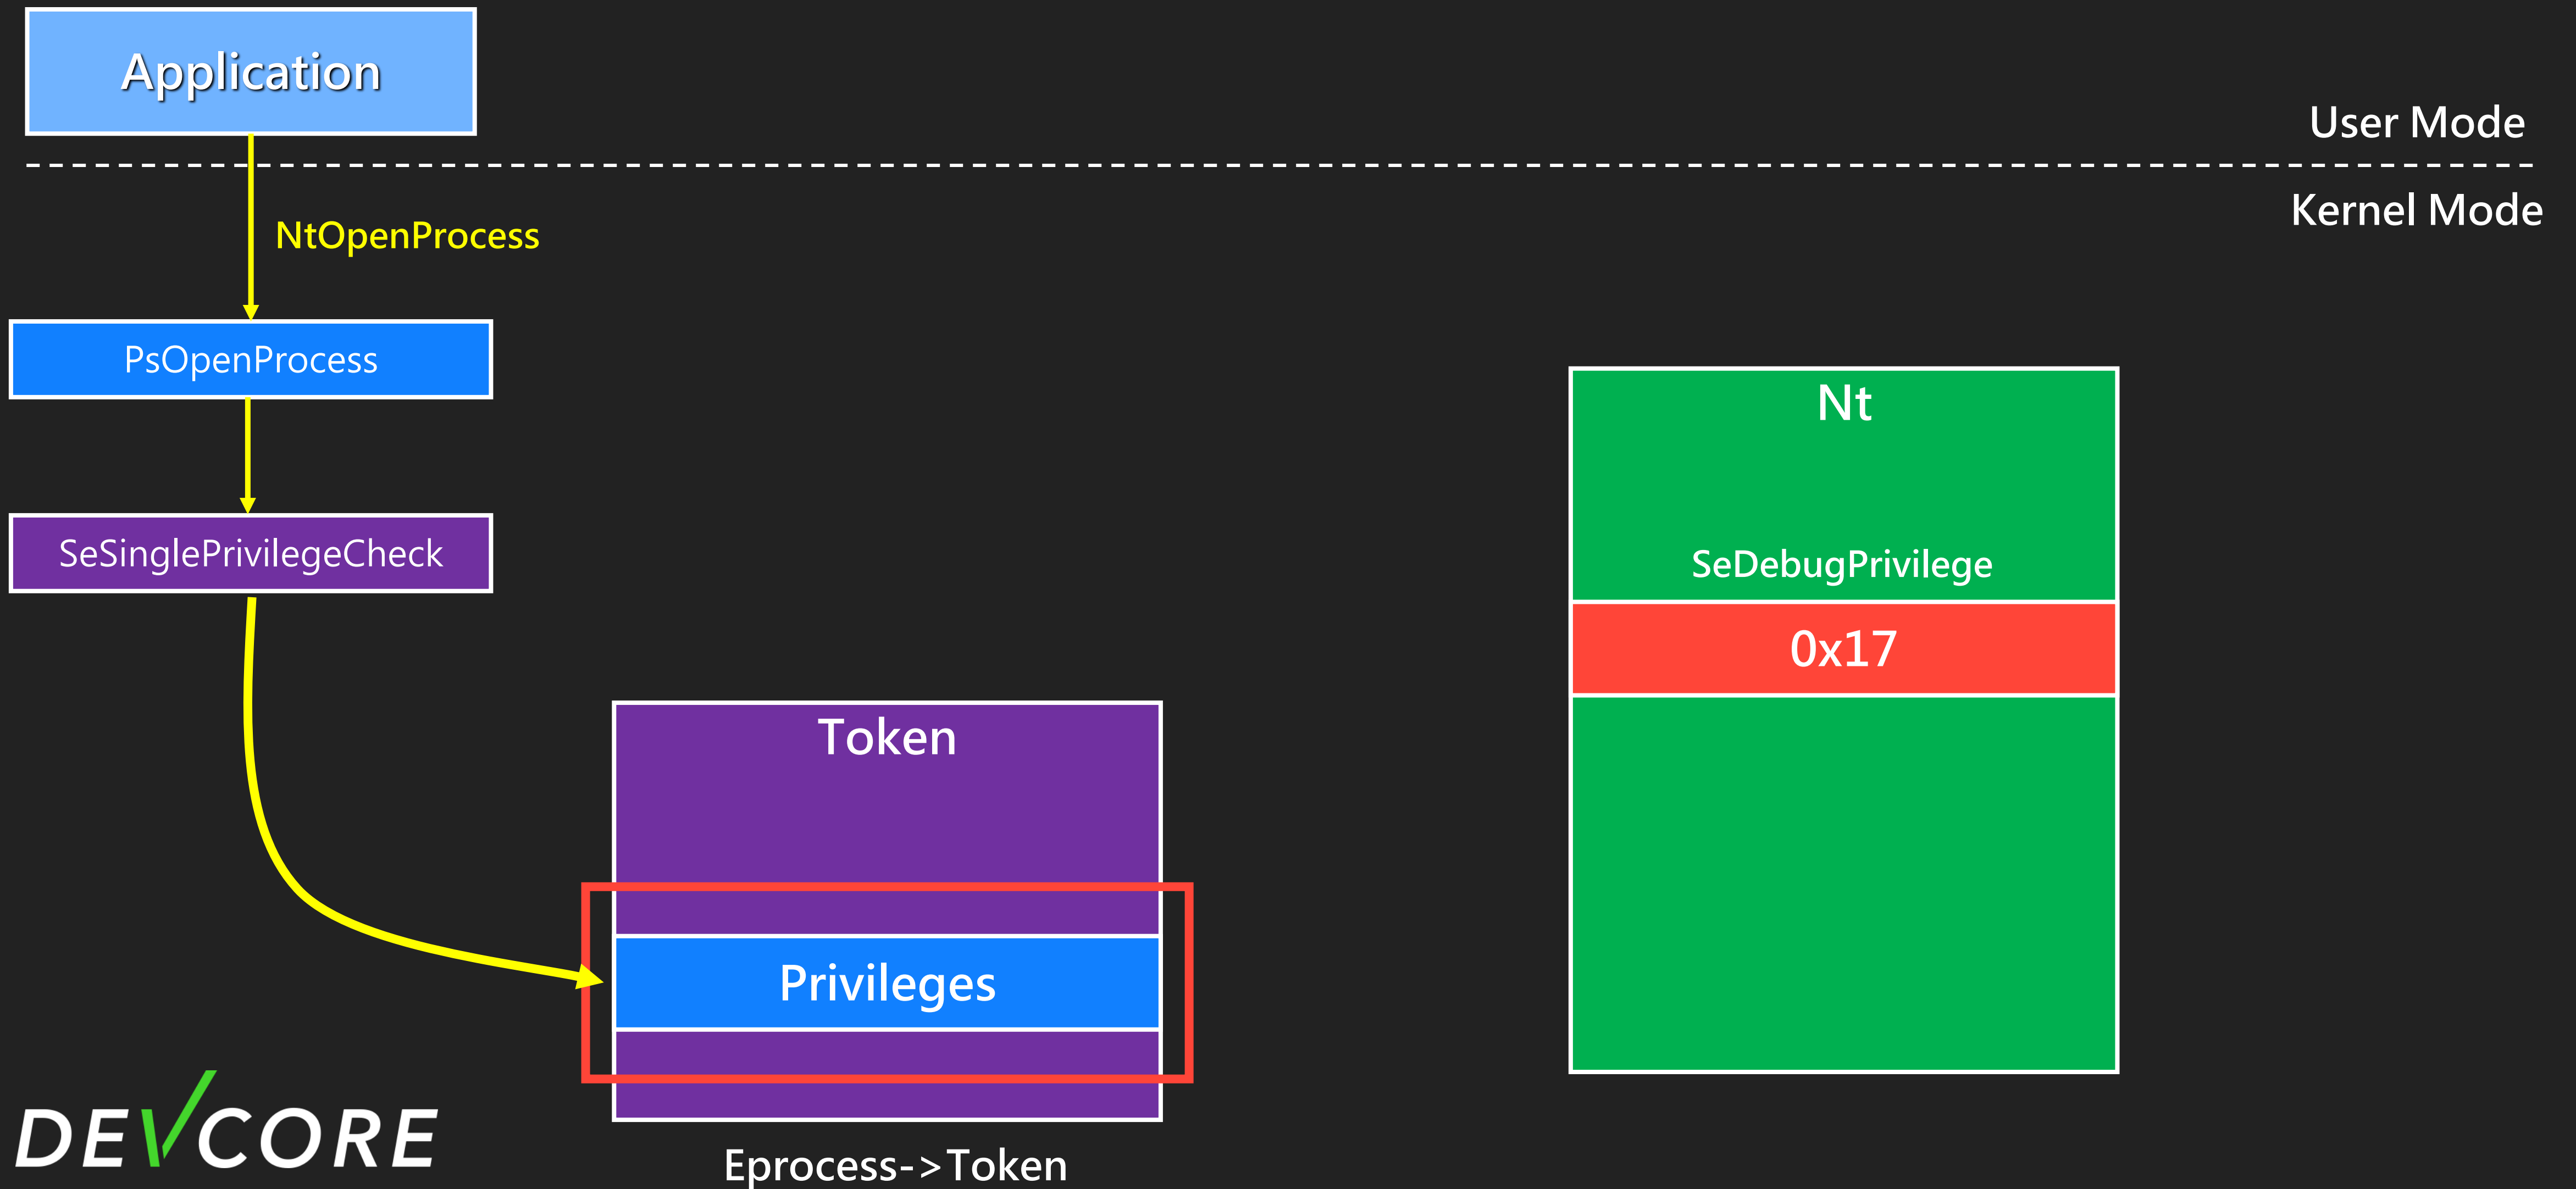 Application
User Mode
Kernel Mode
NtOpenProcess
PsOpenProcess
SeSinglePrivilegeCheck
Nt
SeDebugPrivilege
0x17
Token
Privileges
Eprocess->Token
DEVCORE